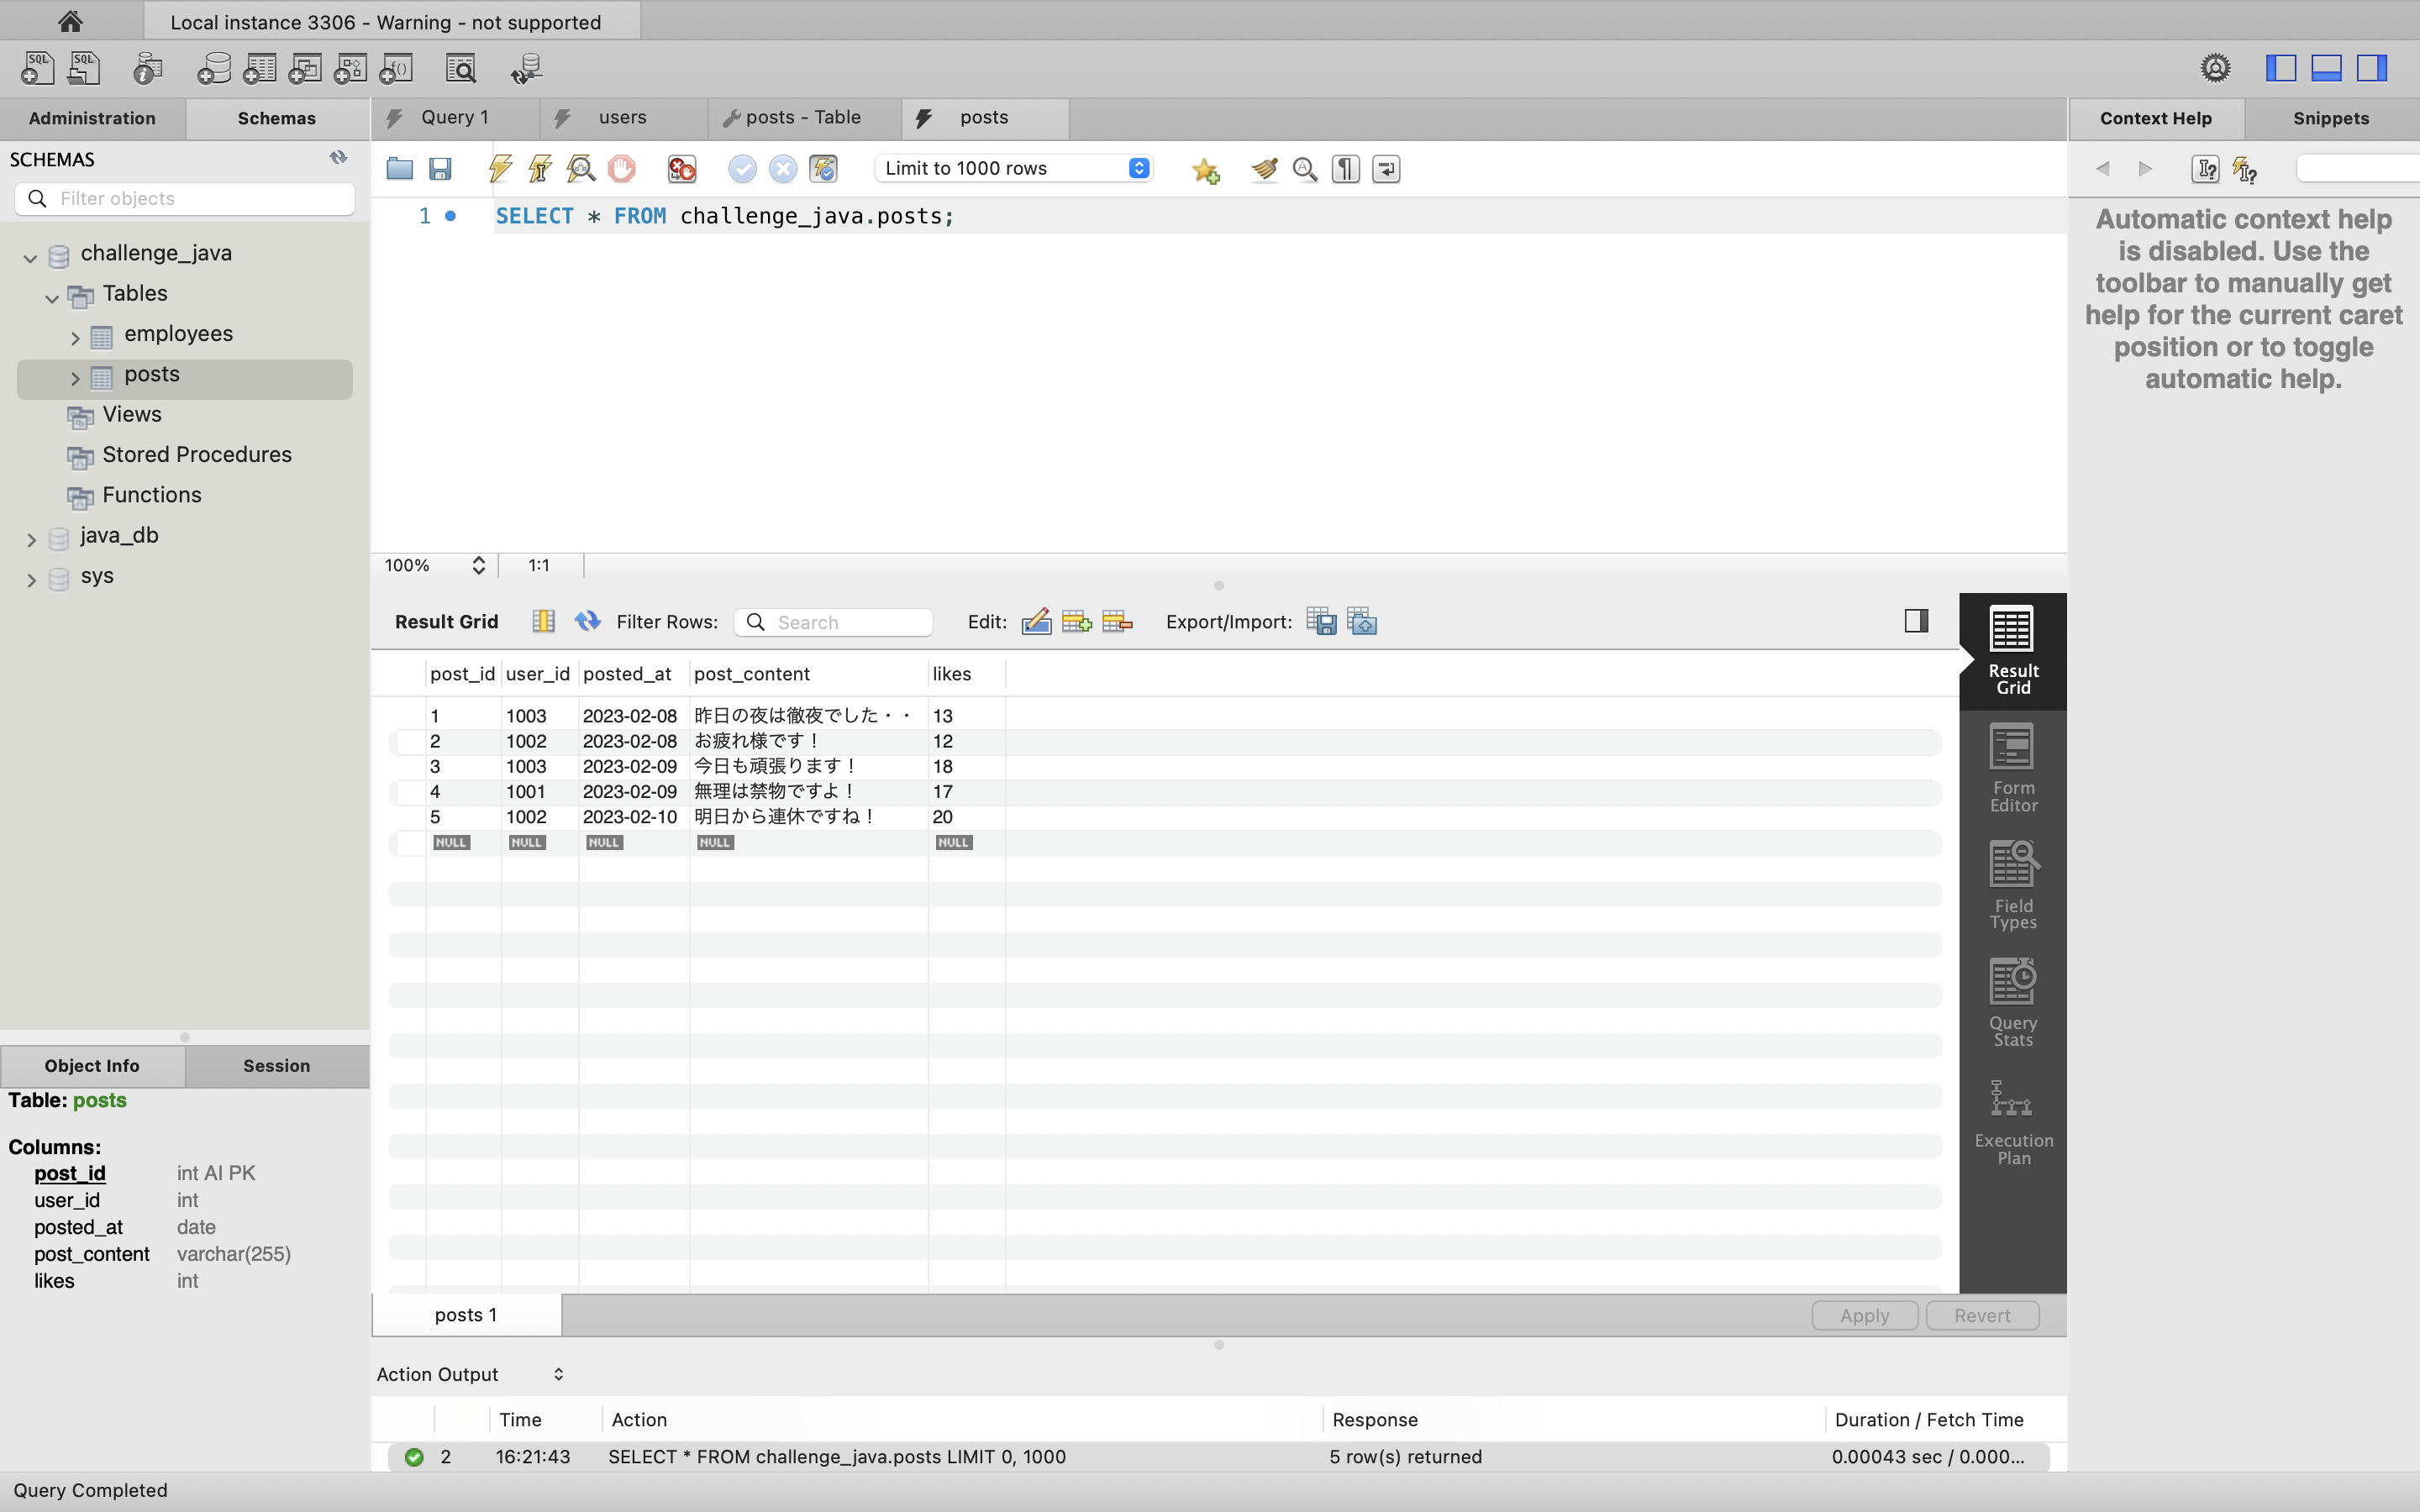 Local instance 3306 - Warning - not supported
SQL
SQL
Administration
Schemas
Query 1
users
posts - Table
posts
Context Help
Snippets
SCHEMAS
Filter objects
Limit to 1000 rows
1
SELECT * FROM challenge_java.posts;
challenge_java
Tables
employees
posts
Views
Stored Procedures
Functions
java_db
sys
Automatic context help
is disabled. Use the
toolbar to manually get
help for the current caret
position or to toggle
automatic help.
100%
1:1
Result Grid
Filter Rows:
Search
Edit:
Export/Import:
post_id user_id posted_at post_content likes
1 1003 2023-02-08 昨日の夜は徹夜でした・・ 13
2 1002 2023-02-08 お疲れ様です！ 12
3 1003 2023-02-09 今日も頑張ります！ 18
4 1001 2023-02-09 無理は禁物ですよ！ 17
5 1002 2023-02-10 明日から連休ですね！ 20
NULL NULL NULL NULL NULL
Result
Grid
Form
Editor
Field
Types
Query
Stats
Execution
Plan
Object Info
Session
Table: posts
Columns:
post_id int AI PK
user_id int
posted_at date
post_content varchar(255)
likes int
posts 1
Apply
Revert
Action Output
Time Action Response Duration / Fetch Time
2 16:21:43 SELECT * FROM challenge_java.posts LIMIT 0, 1000 5 row(s) returned 0.00043 sec / 0.000...
Query Completed